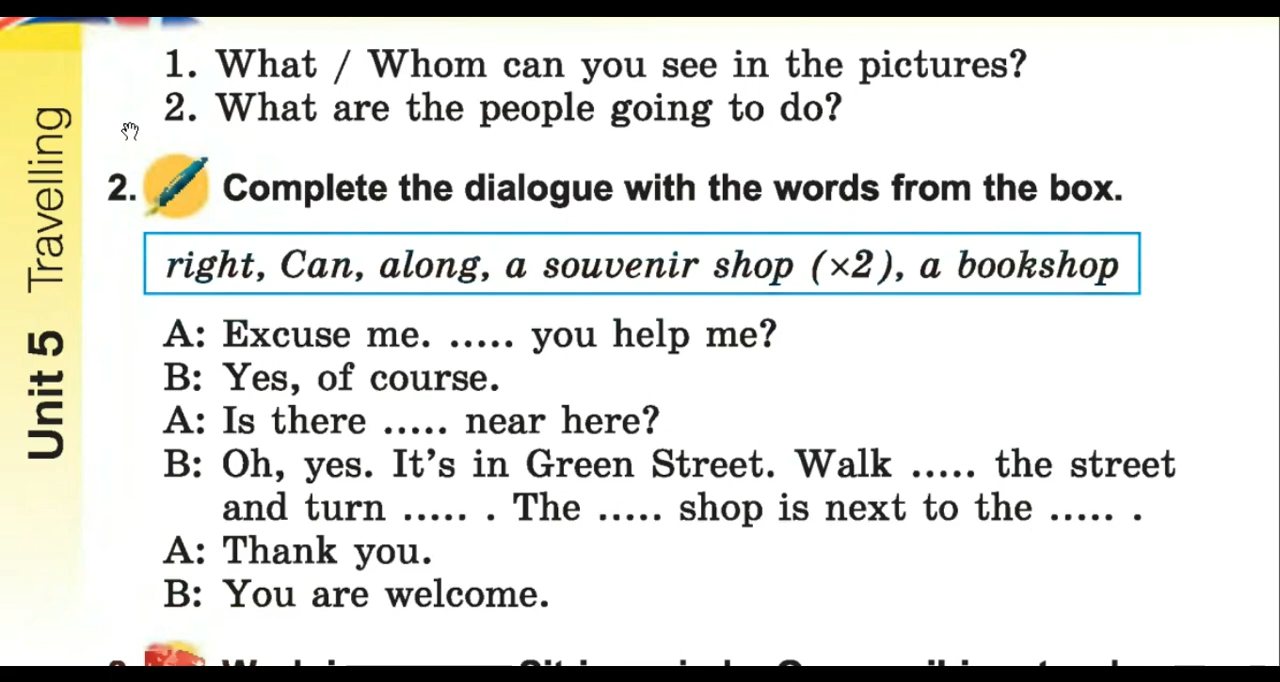 Unit 5 Travelling
1. What / Whom can you see in the pictures?
2. What are the people going to do?
2. Complete the dialogue with the words from the box.
right, Can, along, a souvenir shop (×2), a bookshop
A: Excuse me. ..... you help me?
B: Yes, of course.
A: Is there ..... near here?
B: Oh, yes. It's in Green Street. Walk ..... the street
and turn ..... . The ..... shop is next to the ..... .
A: Thank you.
B: You are welcome.